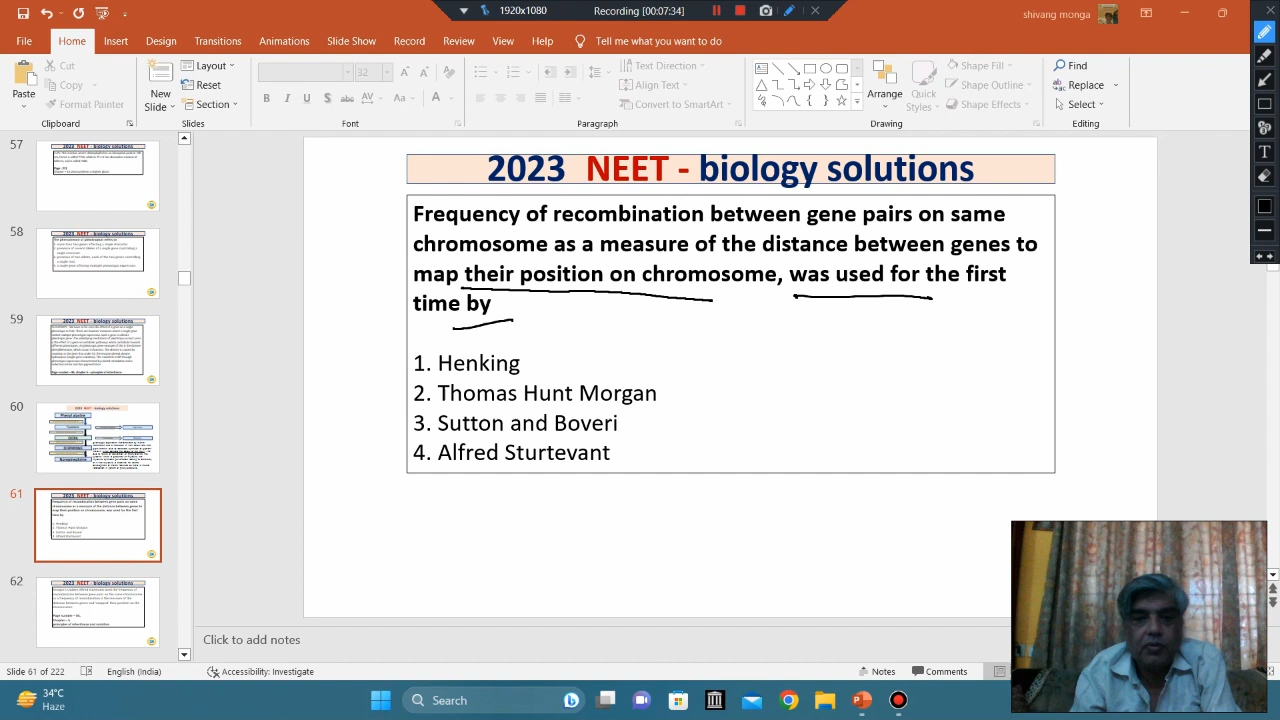 1920x1080
Recording [00:07:34]
shivang monga
File Home Insert Design Transitions Animations Slide Show Record Review View Help Tell me what you want to do
Paste
Cut
Copy
Format Painter
Clipboard
New Slide
Layout
Reset
Section
Slides
32
B I U S abc AV Aa A
Font
Text Direction
Align Text
Convert to SmartArt
Paragraph
Arrange
Quick Styles
Shape Fill
Shape Outline
Shape Effects
Drawing
Find
Replace
Select
Editing
57
58
59
60
61
62
2023 NEET - biology solutions
Frequency of recombination between gene pairs on same
chromosome as a measure of the distance between genes to
map their position on chromosome, was used for the first
time by
1. Henking
2. Thomas Hunt Morgan
3. Sutton and Boveri
4. Alfred Sturtevant
Click to add notes
Slide 61 of 222 English (India) Accessibility: Investigate Notes Comments
34°C
Haze
Search